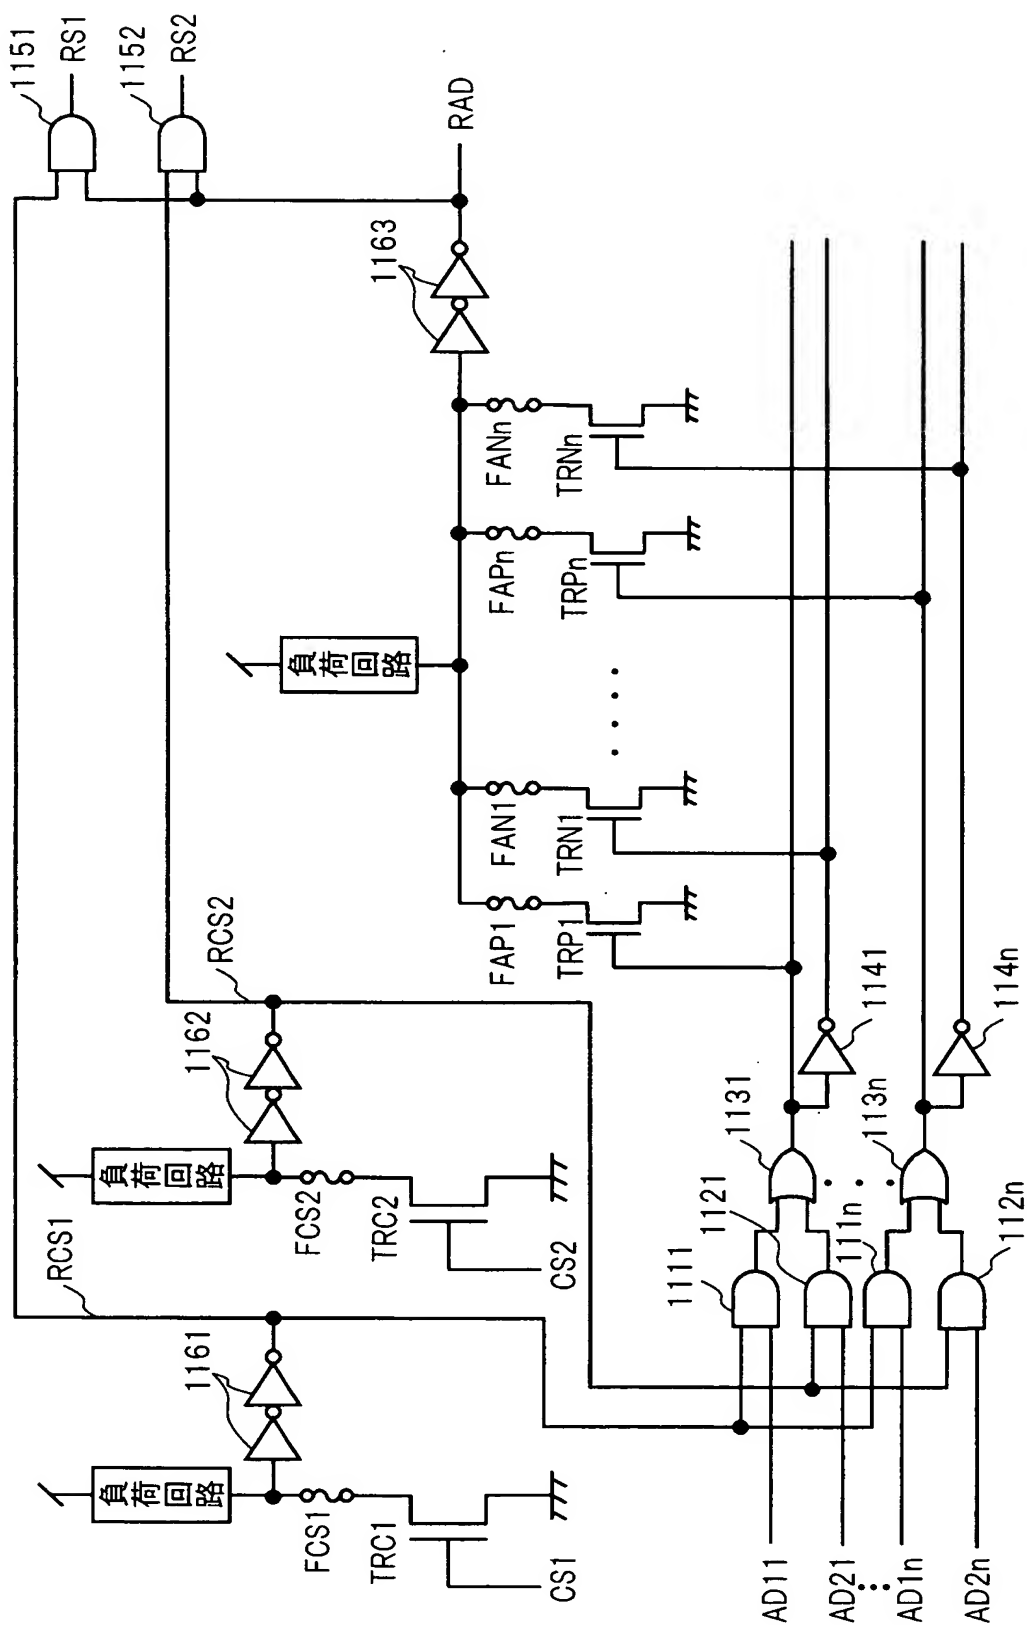 1151
RS1
1152
RS2
RAD
1163
FANn
TRNn
FAPn
TRPn
負荷回路
FAN1
TRN1
FAP1
TRP1
RCS2
1162
負荷回路
FCS2
TRC2
CS2
RCS1
1161
負荷回路
FCS1
TRC1
CS1
1141
114n
1131
113n
1121
111n
112n
1111
AD11
AD21
AD1n
AD2n